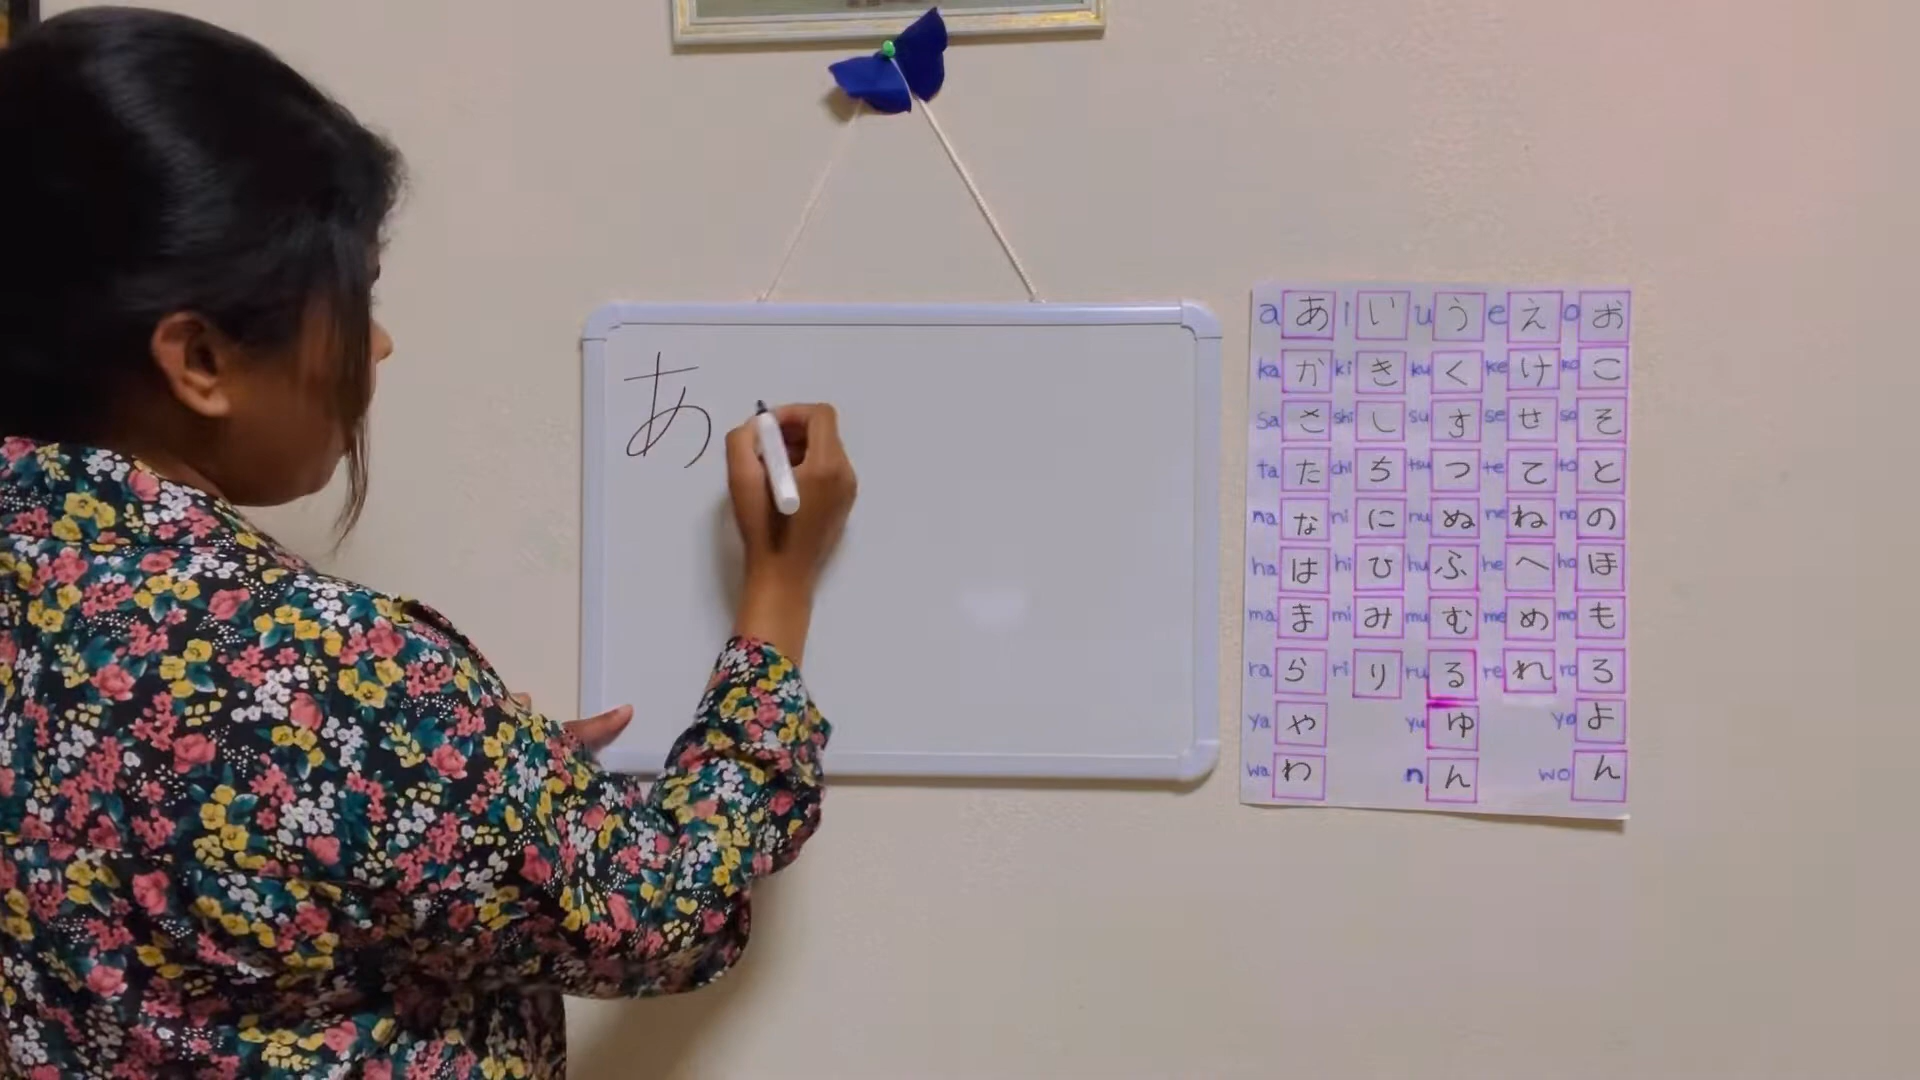 あ
a あ i い u う e え o お
ka か ki き ku く ke け ko こ
sa さ shi し su す se せ so そ
ta た chi ち tsu つ te て to と
na な ni に nu ぬ ne ね no の
ha は hi ひ hu ふ he へ ho ほ
ma ま mi み mu む me め mo も
ra ら ri り ru る re れ ro ろ
ya や yu ゆ yo よ
wa わ n ん wo ん